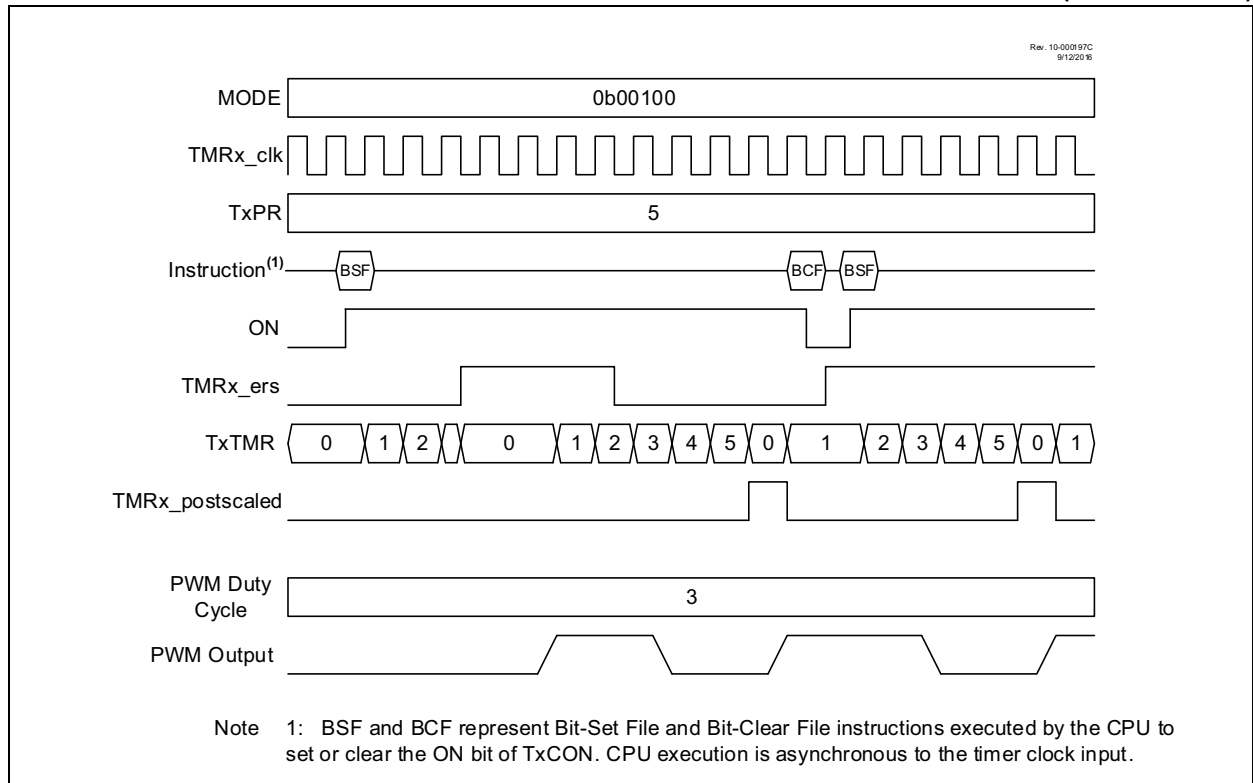 Rev. 10-000197C
9/12/2016
MODE 0b00100
TMRx_clk
TxPR 5
Instruction(1) BSF BCF BSF
ON
TMRx_ers
TxTMR 0 1 2 0 1 2 3 4 5 0 1 2 3 4 5 0 1
TMRx_postscaled
PWM Duty
Cycle 3
PWM Output
Note 1: BSF and BCF represent Bit-Set File and Bit-Clear File instructions executed by the CPU to
set or clear the ON bit of TxCON. CPU execution is asynchronous to the timer clock input.